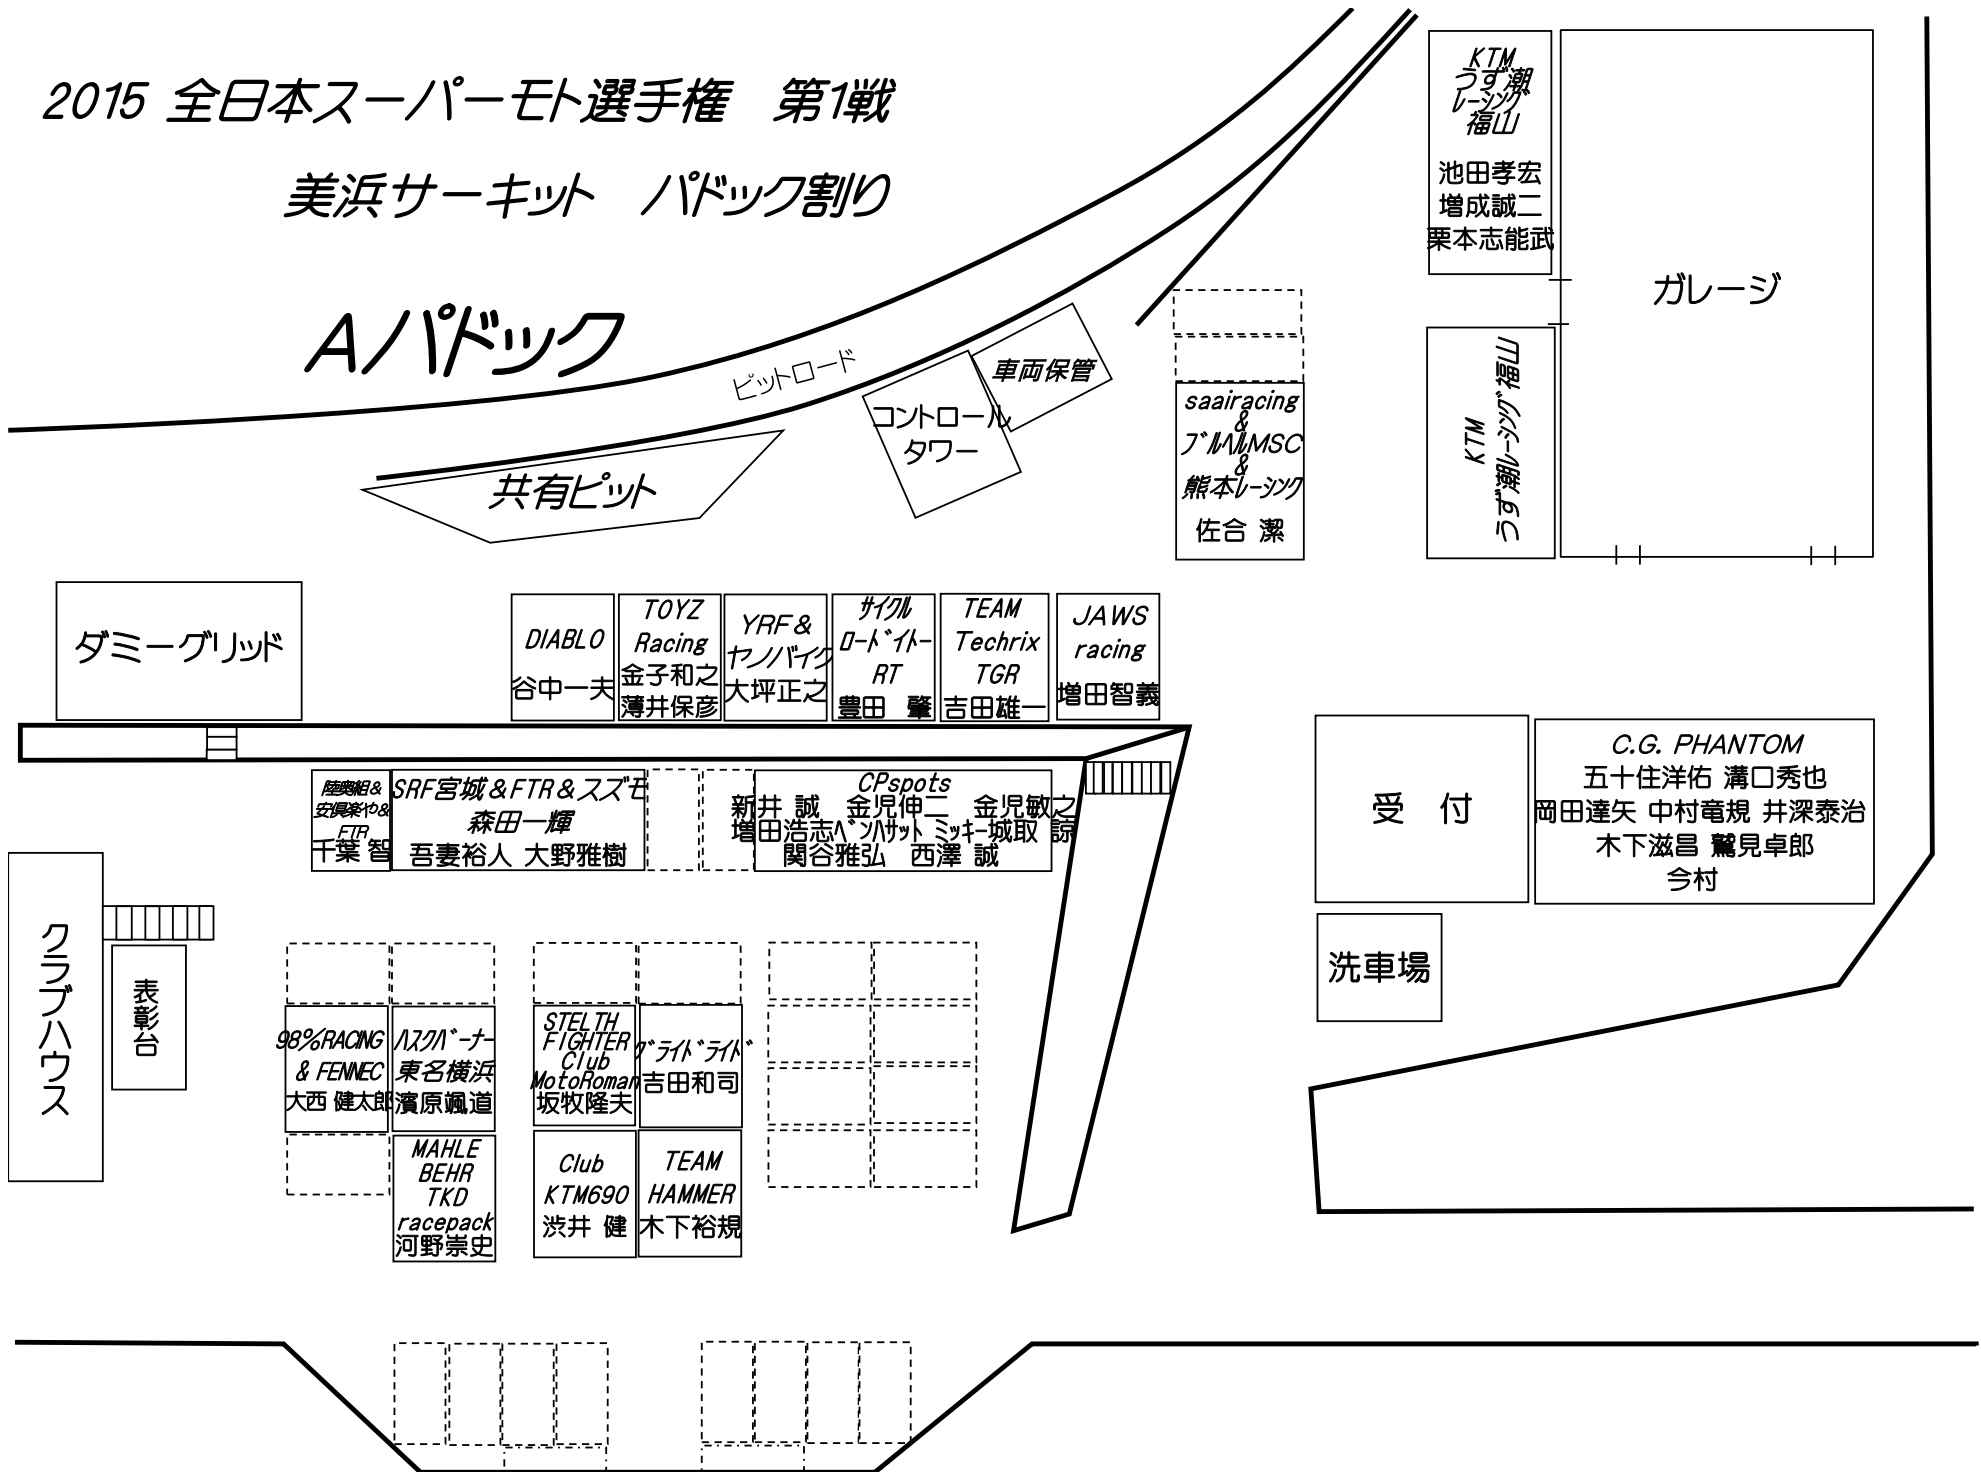 2015 全日本スーパーモト選手権　第1戦
美浜サーキット　パドック割り
Aパドック
KTM
うず潮
レーシング
福山
池田孝宏
増成誠二
栗本志能武
ガレージ
KTM
うず潮レーシング福山
ピットロード
車両保管
コントロール
タワー
共有ピット
saairacing
&
ブルヘルMSC
&
熊本レーシング
佐合 潔
ダミーグリッド
DIABLO
谷中一夫
TOYZ
Racing
金子和之
薄井保彦
YRF&
ヤノバイク
大坪正之
サイクル
ロードイトー
RT
豊田　肇
TEAM
Techrix
TGR
吉田雄一
JAWS
racing
増田智義
陸奥組&
安倶楽や&
FTR
千葉 智
SRF宮城&FTR&スズモ
森田一輝
吾妻裕人 大野雅樹
CPspots
新井 誠　金児伸二　金児敏之
増田浩志ベンハサット ミッキー城取 諒
関谷雅弘　西澤 誠
受　付
C.G. PHANTOM
五十住洋佑 溝口秀也
岡田達矢 中村竜規 井深泰治
木下滋昌 鷲見卓郎
今村
洗車場
クラブハウス
表彰台
98%RACING
& FENNEC
大西 健太郎
ハスクバーナー
東名横浜
濱原颯道
STELTH
FIGHTER
Club
MotoRoman
坂牧隆夫
グライドライド
吉田和司
MAHLE
BEHR
TKD
racepack
河野崇史
Club
KTM690
渋井 健
TEAM
HAMMER
木下裕規